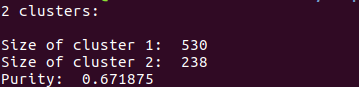 2 clusters:
Size of cluster 1:  530
Size of cluster 2:  238
Purity:  0.671875